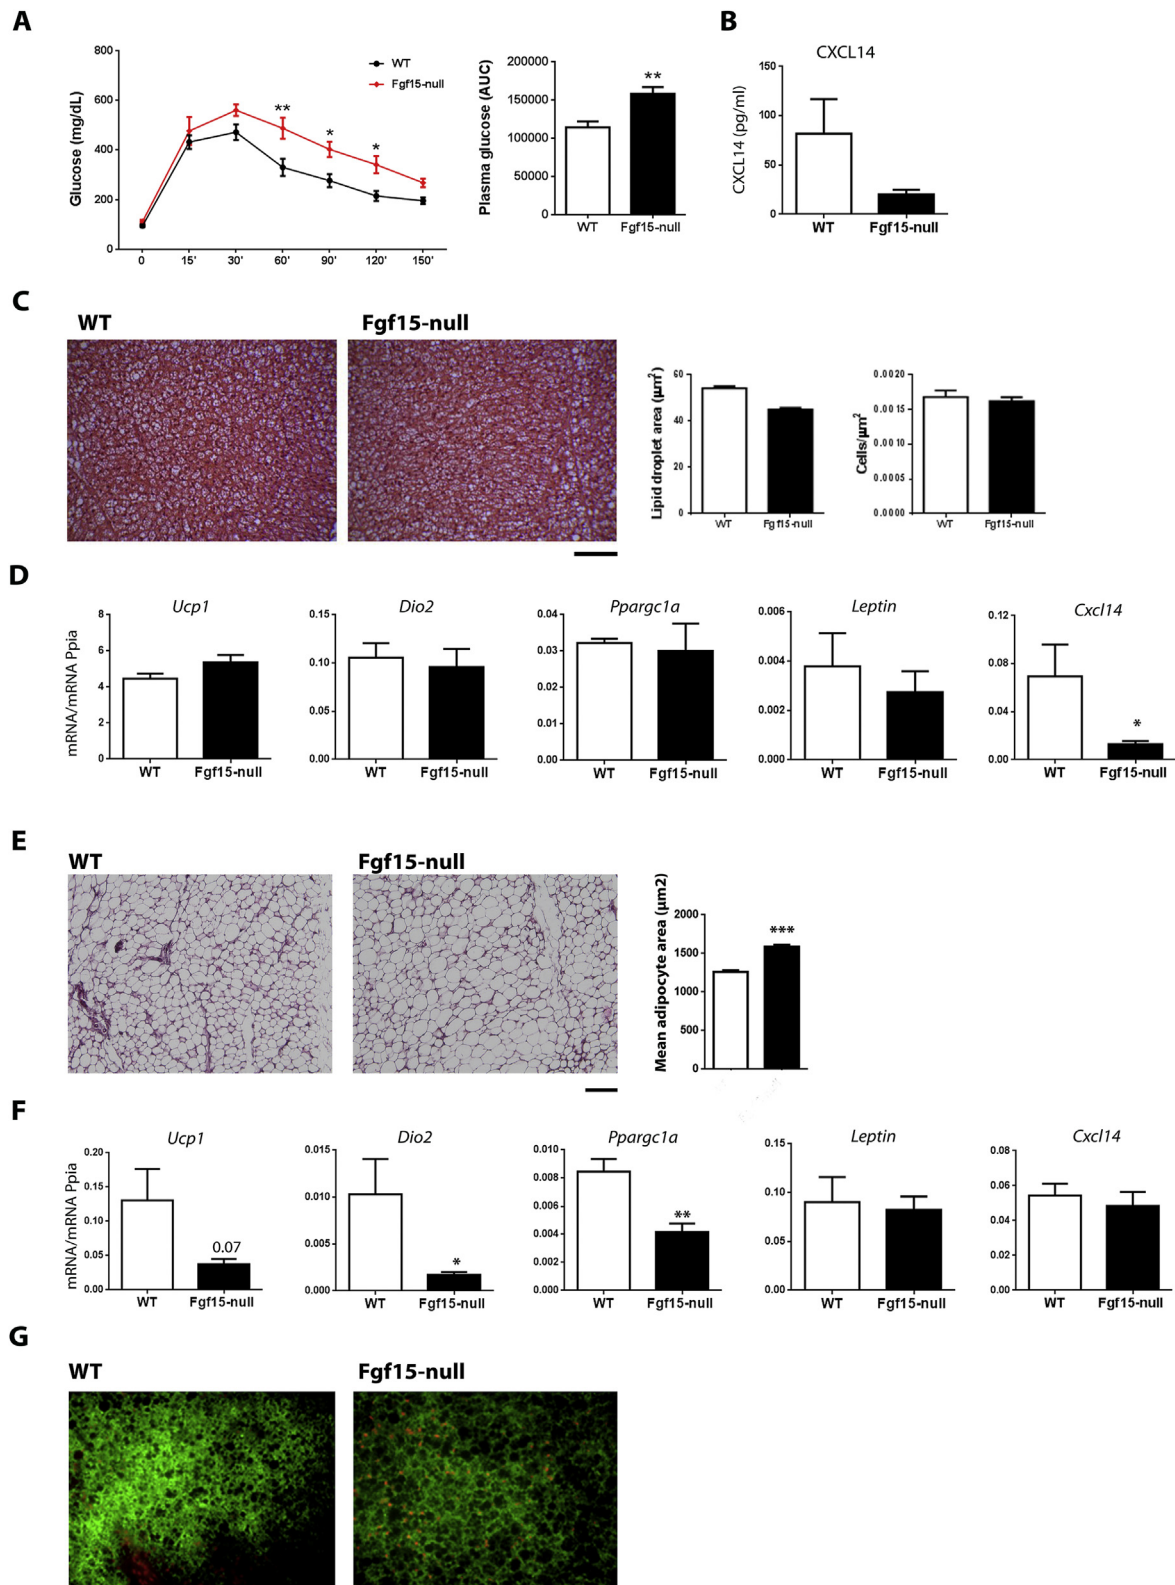 A
B
800
600
400
200
0
Glucose (mg/dL)
WT
Fgf15-null
** * *
0 15' 30' 60' 90' 120' 150'
200000
150000
100000
50000
0
Plasma glucose (AUC)
**
WT Fgf15-null
CXCL14
150
100
50
0
CXCL14 (pg/ml)
WT Fgf15-null
C
WT Fgf15-null
60
40
20
0
Lipid droplet area (µm²)
WT Fgf15-null
0.0020
0.0015
0.0010
0.0005
0.0000
Cells/µm²
WT Fgf15-null
D
Ucp1
8
6
4
2
0
mRNA/mRNA Ppia
WT Fgf15-null
Dio2
0.15
0.10
0.05
0.00
WT Fgf15-null
Ppargc1a
0.04
0.03
0.02
0.01
0.00
WT Fgf15-null
Leptin
0.006
0.004
0.002
0.000
WT Fgf15-null
Cxcl14
0.12
0.08
0.04
0.00
*
WT Fgf15-null
E
WT Fgf15-null
2000
1500
1000
500
0
Mean adipocyte area (µm2)
***
F
Ucp1
0.20
0.15
0.10
0.05
0.00
mRNA/mRNA Ppia
0.07
WT Fgf15-null
Dio2
0.015
0.010
0.005
0.000
*
WT Fgf15-null
Ppargc1a
0.010
0.008
0.006
0.004
0.002
0.000
**
WT Fgf15-null
Leptin
0.15
0.10
0.05
0.00
WT Fgf15-null
Cxcl14
0.08
0.06
0.04
0.02
0.00
WT Fgf15-null
G
WT Fgf15-null